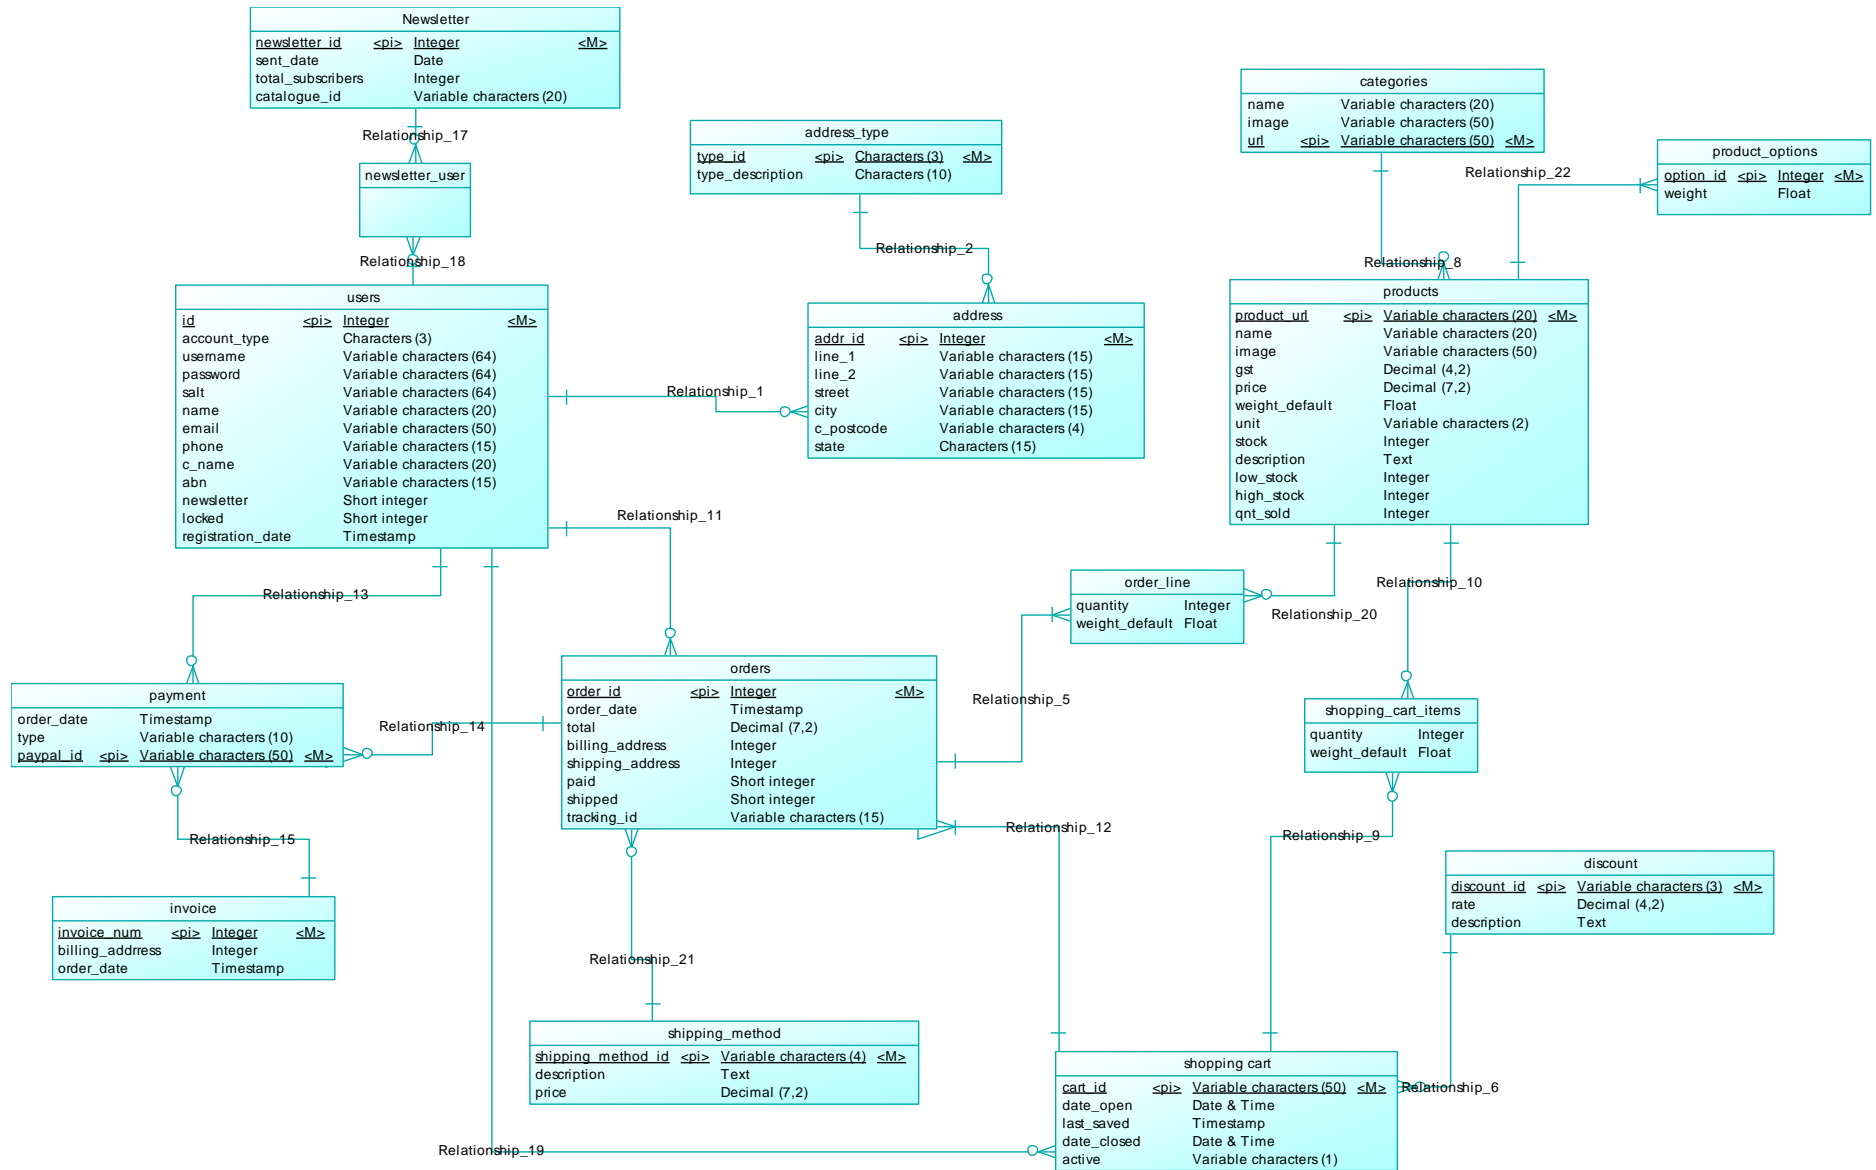 Newsletter
newsletter_id <pi> Integer <M>
sent_date Date
total_subscribers Integer
catalogue_id Variable characters (20)
Relationship_17
newsletter_user
Relationship_18
address_type
type_id <pi> Characters (3) <M>
type_description Characters (10)
Relationship_2
categories
name Variable characters (20)
image Variable characters (50)
url <pi> Variable characters (50) <M>
Relationship_22
product_options
option_id <pi> Integer <M>
weight Float
Relationship_8
users
id <pi> Integer <M>
account_type Characters (3)
username Variable characters (64)
password Variable characters (64)
salt Variable characters (64)
name Variable characters (20)
email Variable characters (50)
phone Variable characters (15)
c_name Variable characters (20)
abn Variable characters (15)
newsletter Short integer
locked Short integer
registration_date Timestamp
Relationship_1
address
addr_id <pi> Integer <M>
line_1 Variable characters (15)
line_2 Variable characters (15)
street Variable characters (15)
city Variable characters (15)
c_postcode Variable characters (4)
state Characters (15)
products
product_url <pi> Variable characters (20) <M>
name Variable characters (20)
image Variable characters (50)
gst Decimal (4,2)
price Decimal (7,2)
weight_default Float
unit Variable characters (2)
stock Integer
description Text
low_stock Integer
high_stock Integer
qnt_sold Integer
Relationship_11
Relationship_13
order_line
quantity Integer
weight_default Float
Relationship_20
Relationship_10
payment
order_date Timestamp
type Variable characters (10)
paypal_id <pi> Variable characters (50) <M>
Relationship_14
orders
order_id <pi> Integer <M>
order_date Timestamp
total Decimal (7,2)
billing_address Integer
shipping_address Integer
paid Short integer
shipped Short integer
tracking_id Variable characters (15)
Relationship_5
shopping_cart_items
quantity Integer
weight_default Float
Relationship_15
Relationship_12
Relationship_9
invoice
invoice_num <pi> Integer <M>
billing_addrress Integer
order_date Timestamp
discount
discount_id <pi> Variable characters (3) <M>
rate Decimal (4,2)
description Text
Relationship_21
shipping_method
shipping_method_id <pi> Variable characters (4) <M>
description Text
price Decimal (7,2)
shopping cart
cart_id <pi> Variable characters (50) <M>
date_open Date & Time
last_saved Timestamp
date_closed Date & Time
active Variable characters (1)
Relationship_6
Relationship_19